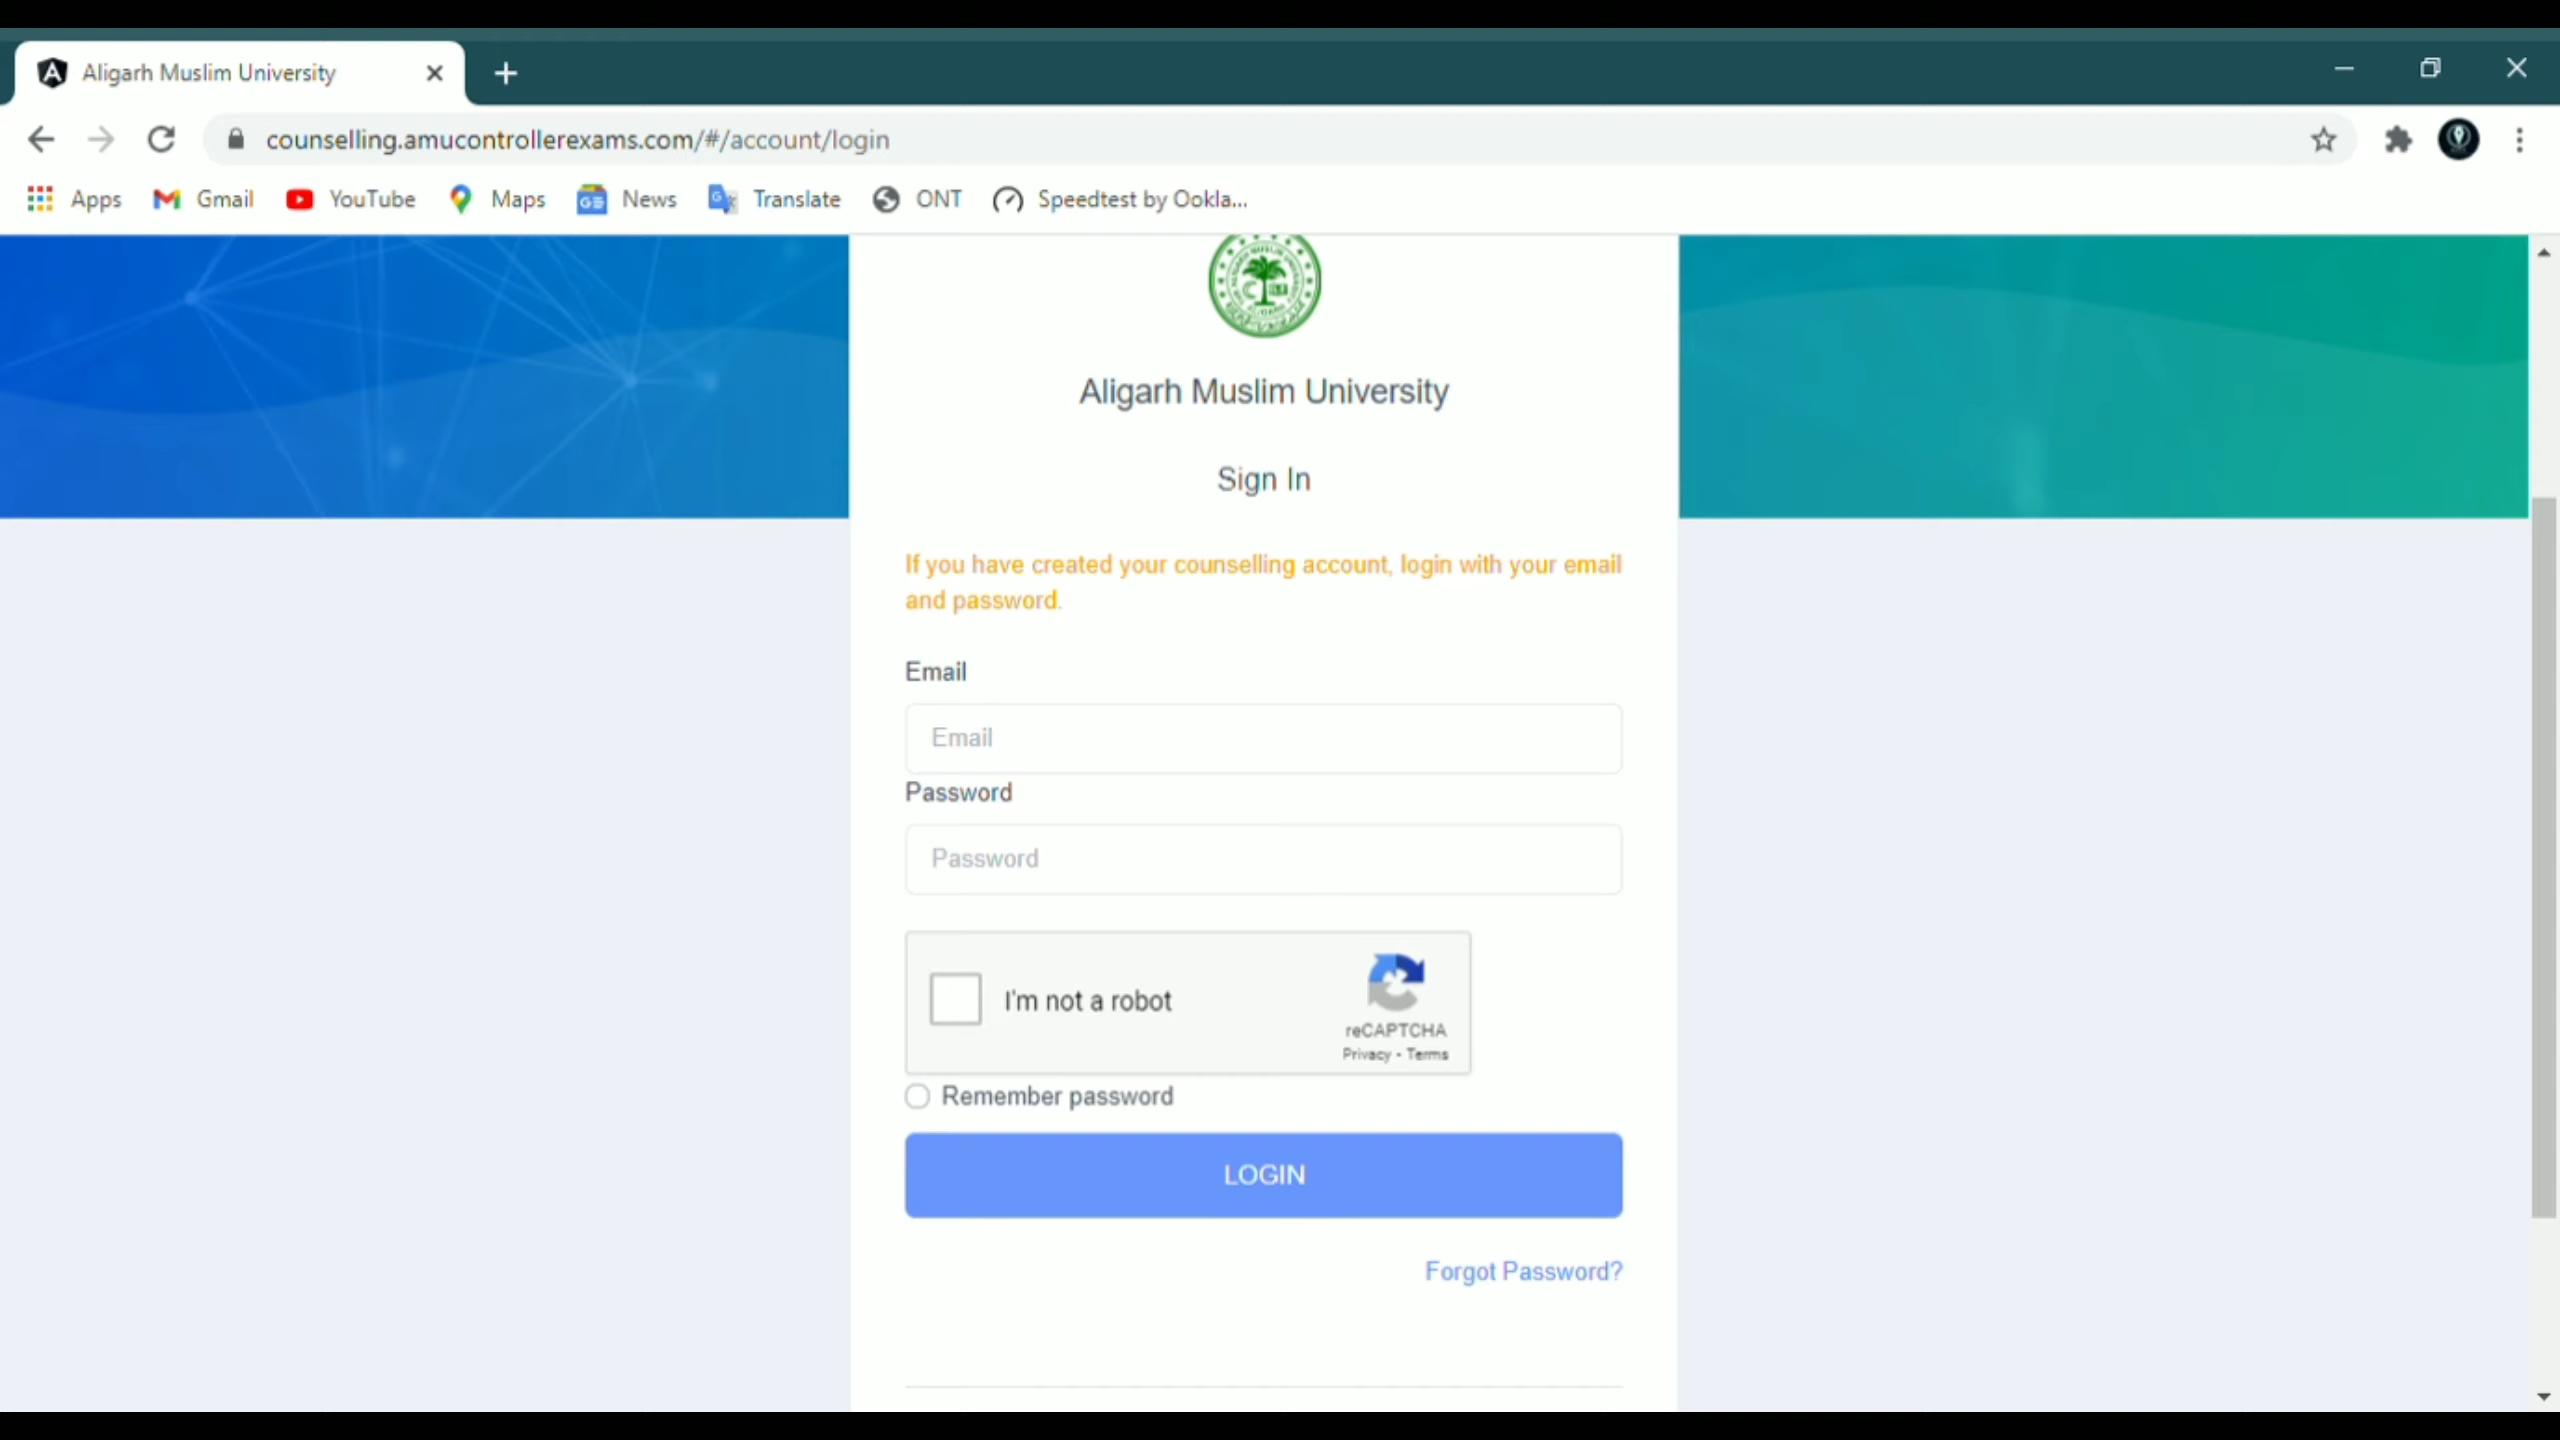 Aligarh Muslim University
counselling.amucontrollerexams.com/#/account/login
Apps Gmail YouTube Maps News Translate ONT Speedtest by Ookla...
Aligarh Muslim University
Sign In
If you have created your counselling account, login with your email
and password.
Email
Email
Password
Password
I'm not a robot
reCAPTCHA
Privacy - Terms
Remember password
LOGIN
Forgot Password?